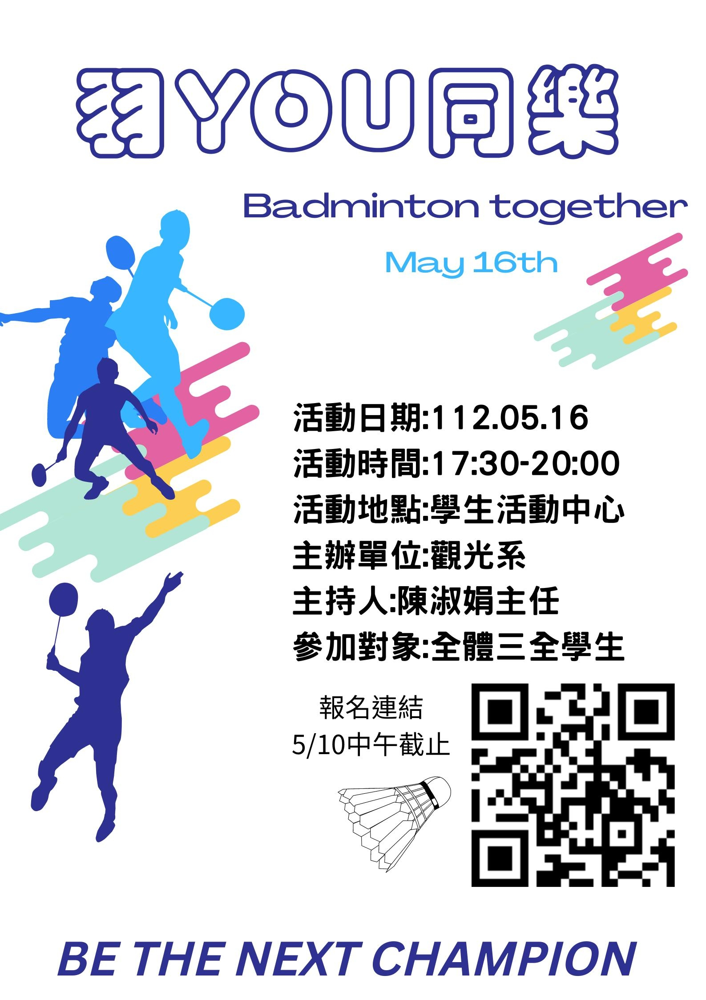 羽YOU同樂
Badminton together
May 16th
活動日期:112.05.16
活動時間:17:30-20:00
活動地點:學生活動中心
主辦單位:觀光系
主持人:陳淑娟主任
參加對象:全體三全學生
報名連結
5/10中午截止
BE THE NEXT CHAMPION